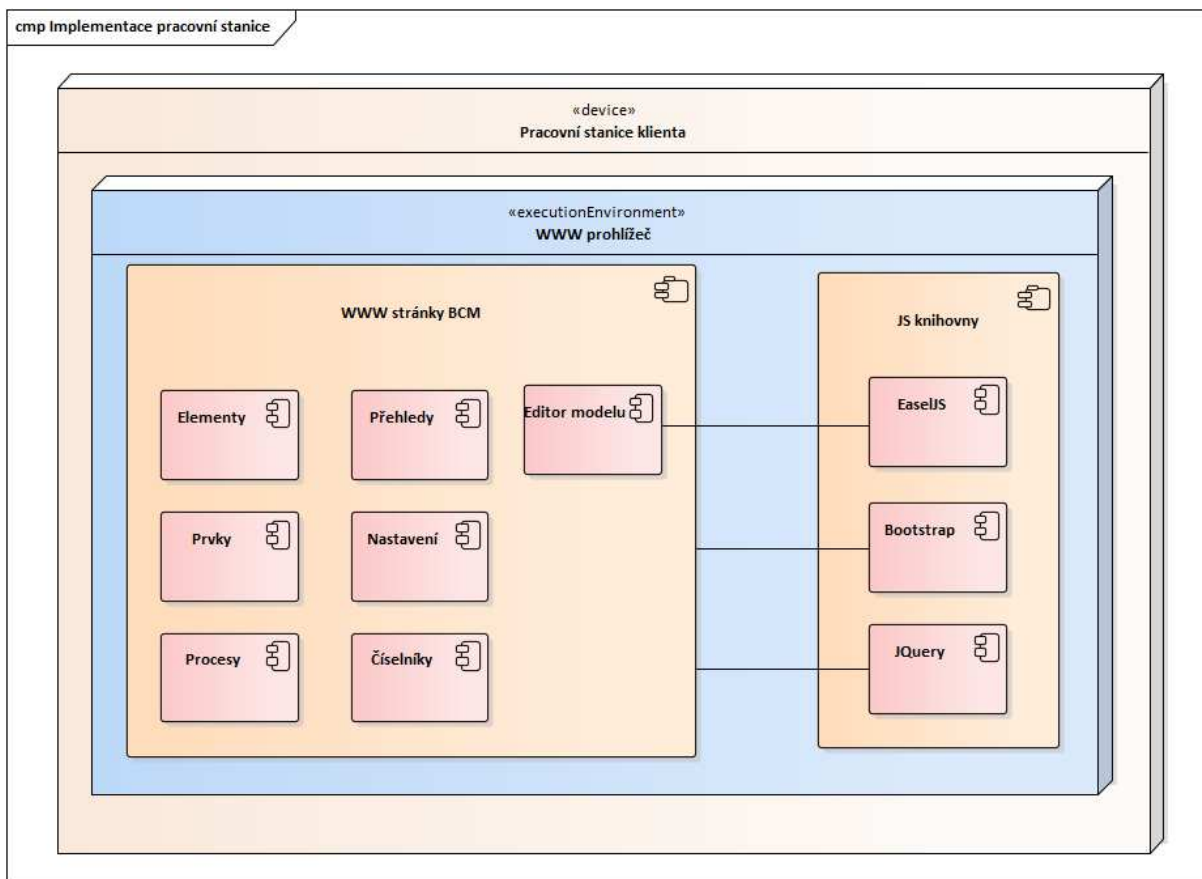 cmp Implementace pracovní stanice
«device»
Pracovní stanice klienta
«executionEnvironment»
WWW prohlížeč
WWW stránky BCM
JS knihovny
Elementy
Přehledy
Editor modelu
EaselJS
Prvky
Nastavení
Bootstrap
Procesy
Číselníky
JQuery